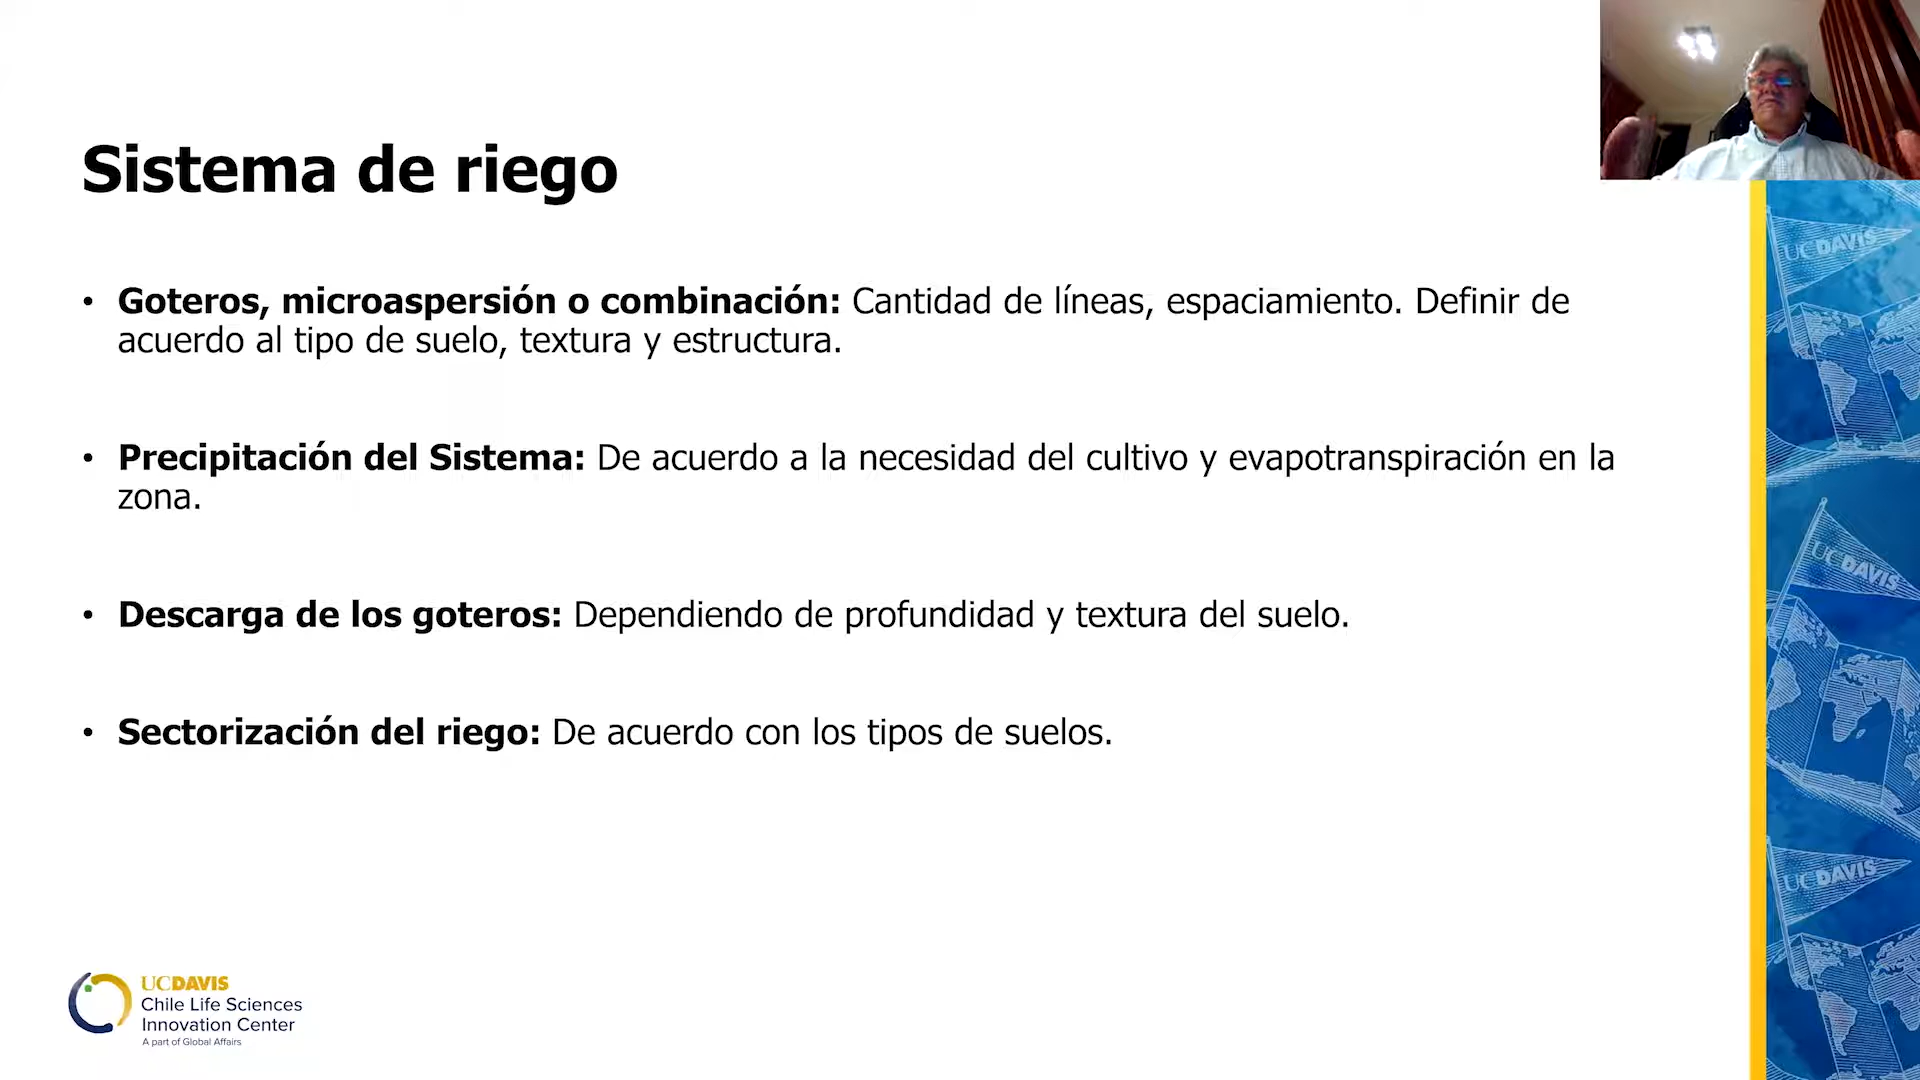 Sistema de riego
• Goteros, microaspersión o combinación: Cantidad de líneas, espaciamiento. Definir de
acuerdo al tipo de suelo, textura y estructura.
• Precipitación del Sistema: De acuerdo a la necesidad del cultivo y evapotranspiración en la
zona.
• Descarga de los goteros: Dependiendo de profundidad y textura del suelo.
• Sectorización del riego: De acuerdo con los tipos de suelos.
UC DAVIS
UC DAVIS
UC DAVIS
UCDAVIS
Chile Life Sciences
Innovation Center
A part of Global Affairs